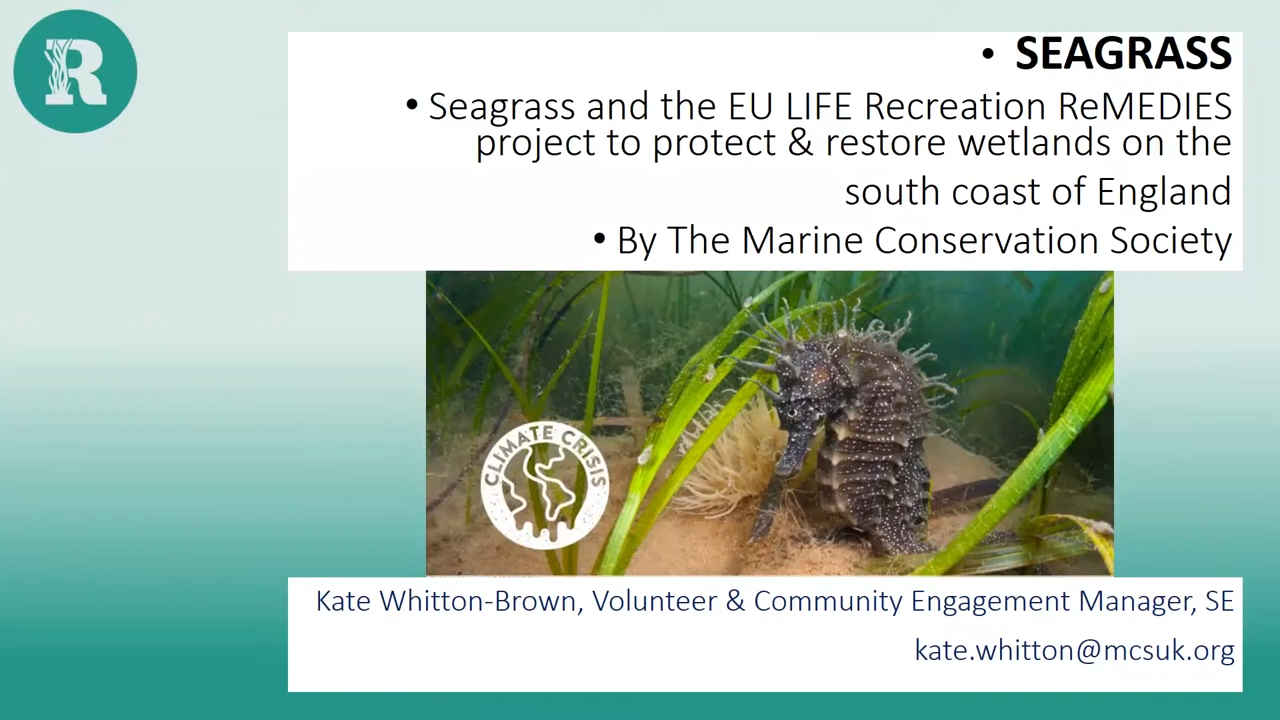 R
• SEAGRASS
• Seagrass and the EU LIFE Recreation ReMEDIES
project to protect & restore wetlands on the
south coast of England
• By The Marine Conservation Society
CLIMATE CRISIS
Kate Whitton-Brown, Volunteer & Community Engagement Manager, SE
kate.whitton@mcsuk.org